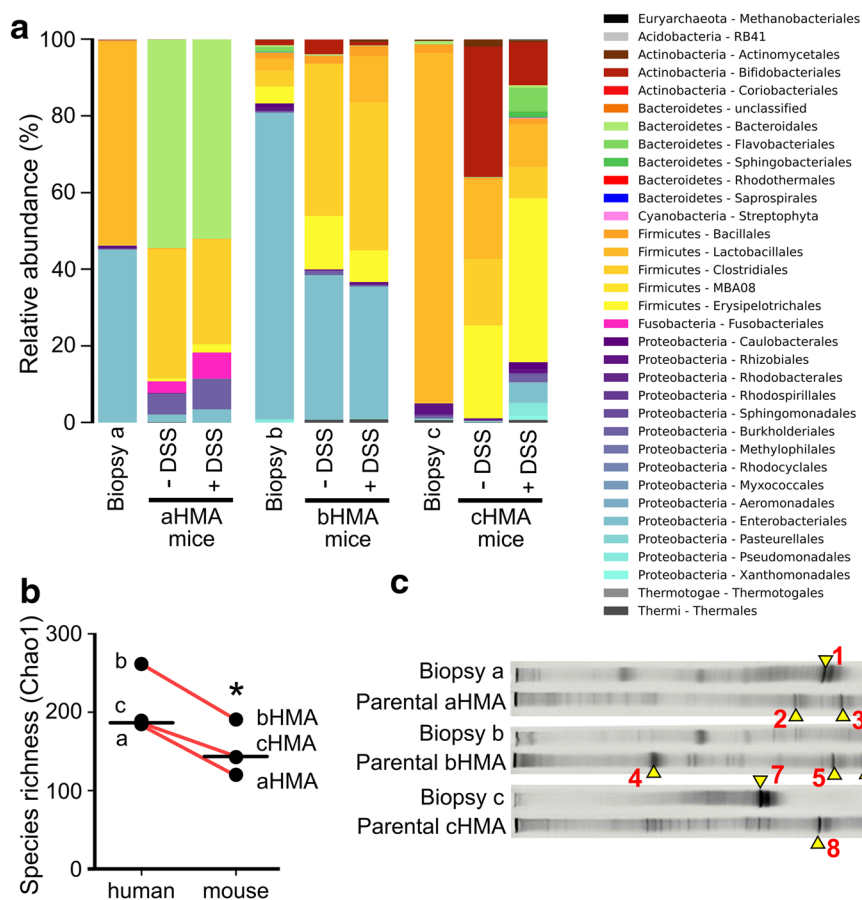 a
Relative abundance (%)
100
80
60
40
20
0
Biopsy a
- DSS
+ DSS
aHMA
mice
Biopsy b
- DSS
+ DSS
bHMA
mice
Biopsy c
- DSS
+ DSS
cHMA
mice
Euryarchaeota - Methanobacteriales
Acidobacteria - RB41
Actinobacteria - Actinomycetales
Actinobacteria - Bifidobacteriales
Actinobacteria - Coriobacteriales
Bacteroidetes - unclassified
Bacteroidetes - Bacteroidales
Bacteroidetes - Flavobacteriales
Bacteroidetes - Sphingobacteriales
Bacteroidetes - Rhodothermales
Bacteroidetes - Saprospirales
Cyanobacteria - Streptophyta
Firmicutes - Bacillales
Firmicutes - Lactobacillales
Firmicutes - Clostridiales
Firmicutes - MBA08
Firmicutes - Erysipelotrichales
Fusobacteria - Fusobacteriales
Proteobacteria - Caulobacterales
Proteobacteria - Rhizobiales
Proteobacteria - Rhodobacterales
Proteobacteria - Rhodospirillales
Proteobacteria - Sphingomonadales
Proteobacteria - Burkholderiales
Proteobacteria - Methylophilales
Proteobacteria - Rhodocyclales
Proteobacteria - Myxococcales
Proteobacteria - Aeromonadales
Proteobacteria - Enterobacteriales
Proteobacteria - Pasteurellales
Proteobacteria - Pseudomonadales
Proteobacteria - Xanthomonadales
Thermotogae - Thermotogales
Thermi - Thermales
b
Species richness (Chao1)
300
200
100
0
b
c
a
*
bHMA
cHMA
aHMA
human
mouse
c
Biopsy a
1
Parental aHMA
2
3
Biopsy b
Parental bHMA
4
7
5
Biopsy c
Parental cHMA
8